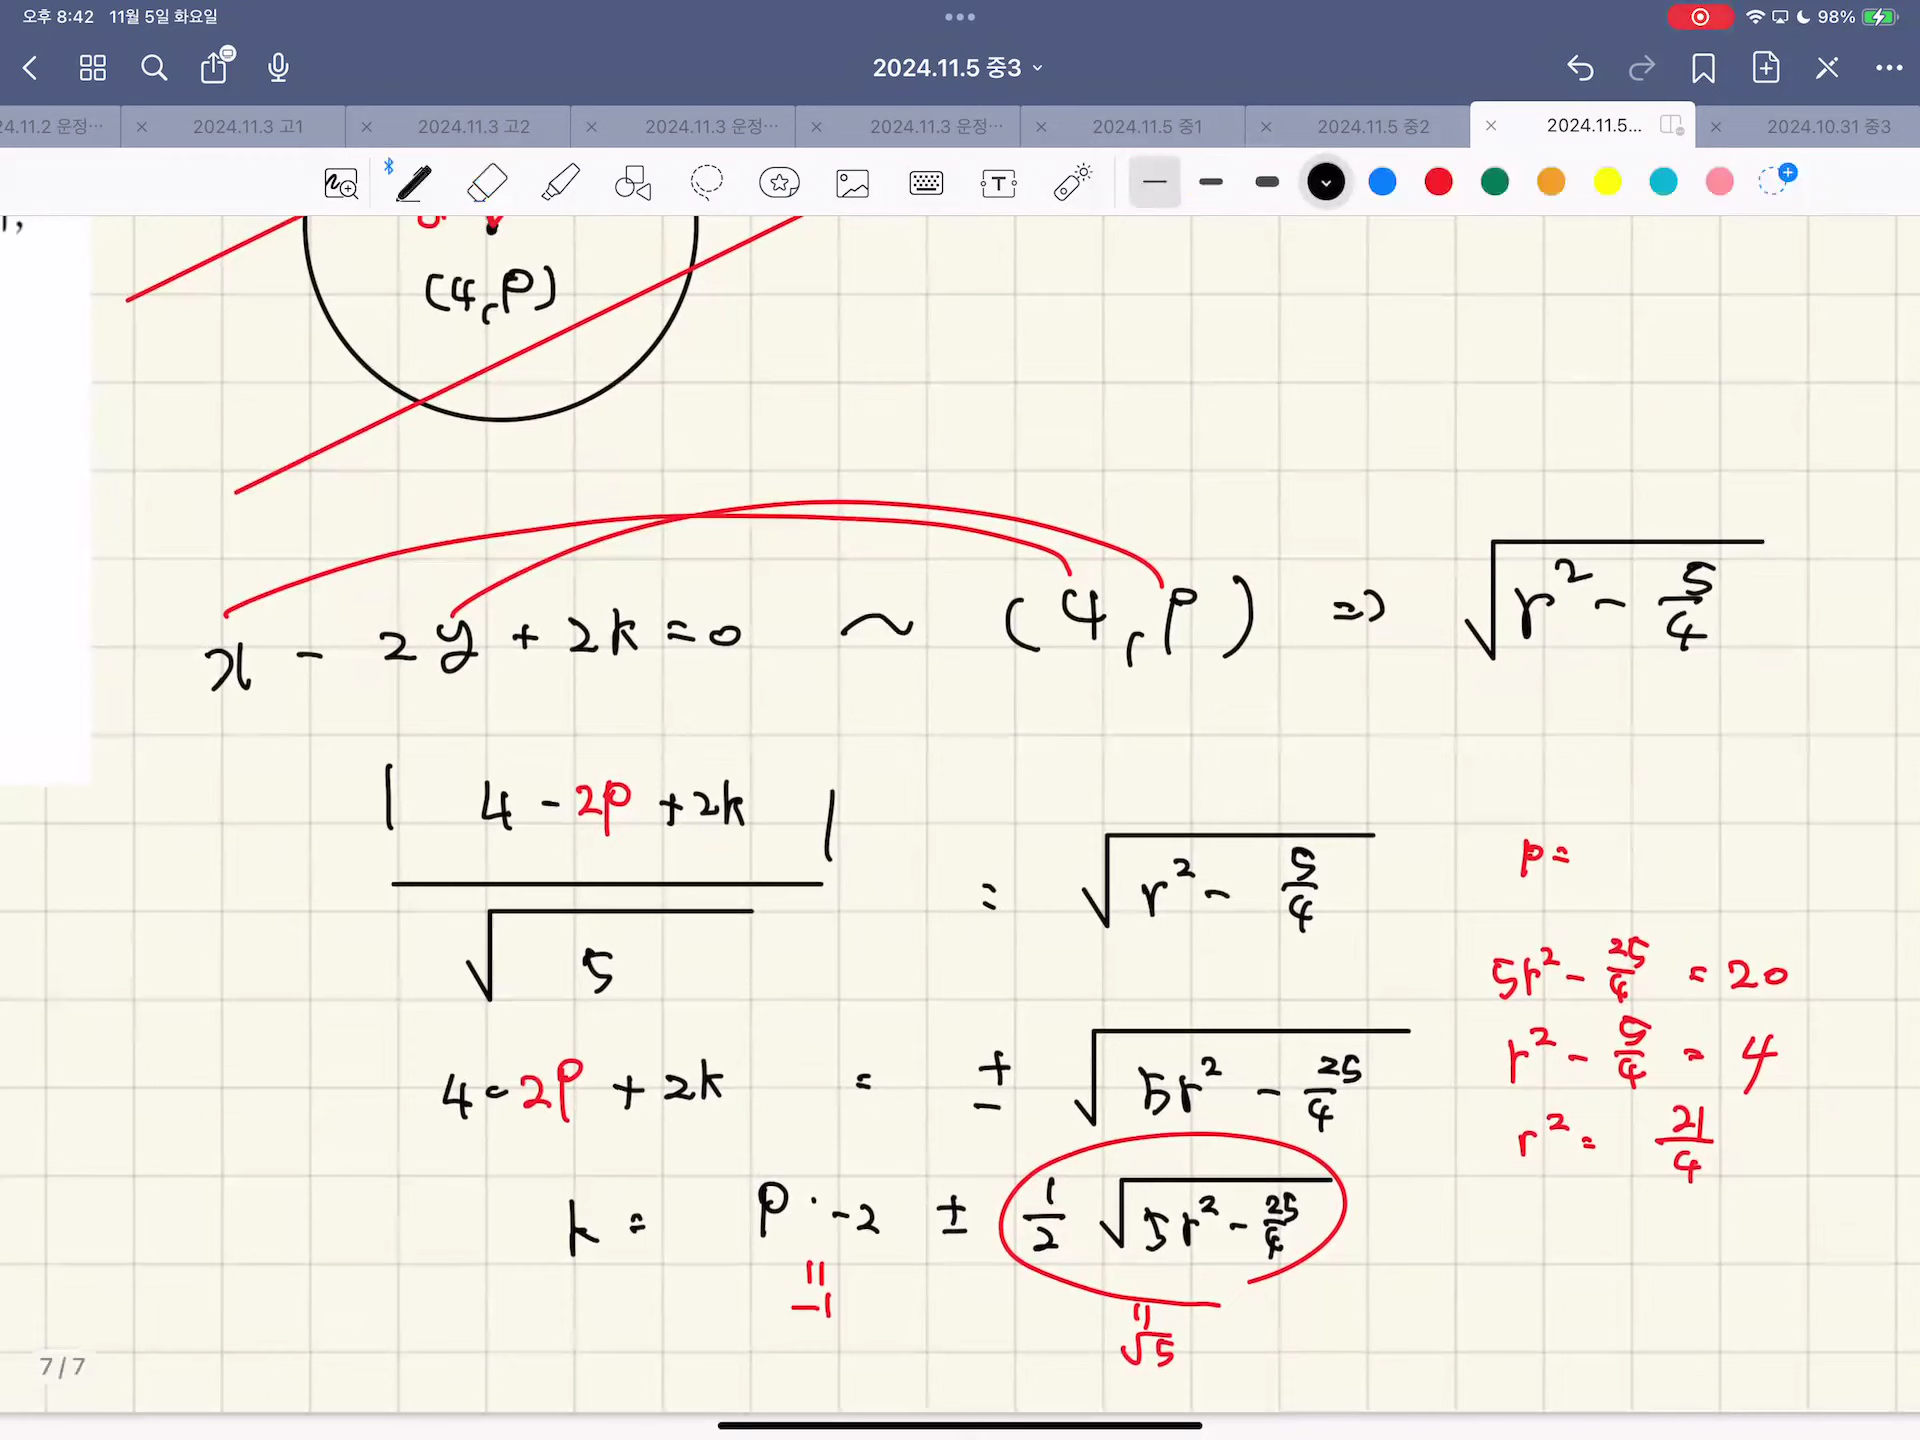 오후 8:42 11월 5일 화요일
98%
2024.11.5 중3
24.11.2 운정… 2024.11.3 고1 2024.11.3 고2 2024.11.3 운정… 2024.11.3 운정… 2024.11.5 중1 2024.11.5 중2 2024.11.5... 2024.10.31 중3
(4, p)
x - 2y + 2k = 0 ~ (4, p) => √(r² - 5/4)
|4 - 2p + 2k| / √5 = √(r² - 5/4)
p =
5r² - 25/4 = 20
4 - 2p + 2k = ± √(5r² - 25/4)
r² - 5/4 = 4
r² = 21/4
k = p - 2 ± 1/2 √(5r² - 25/4)
-1
√5
7 / 7